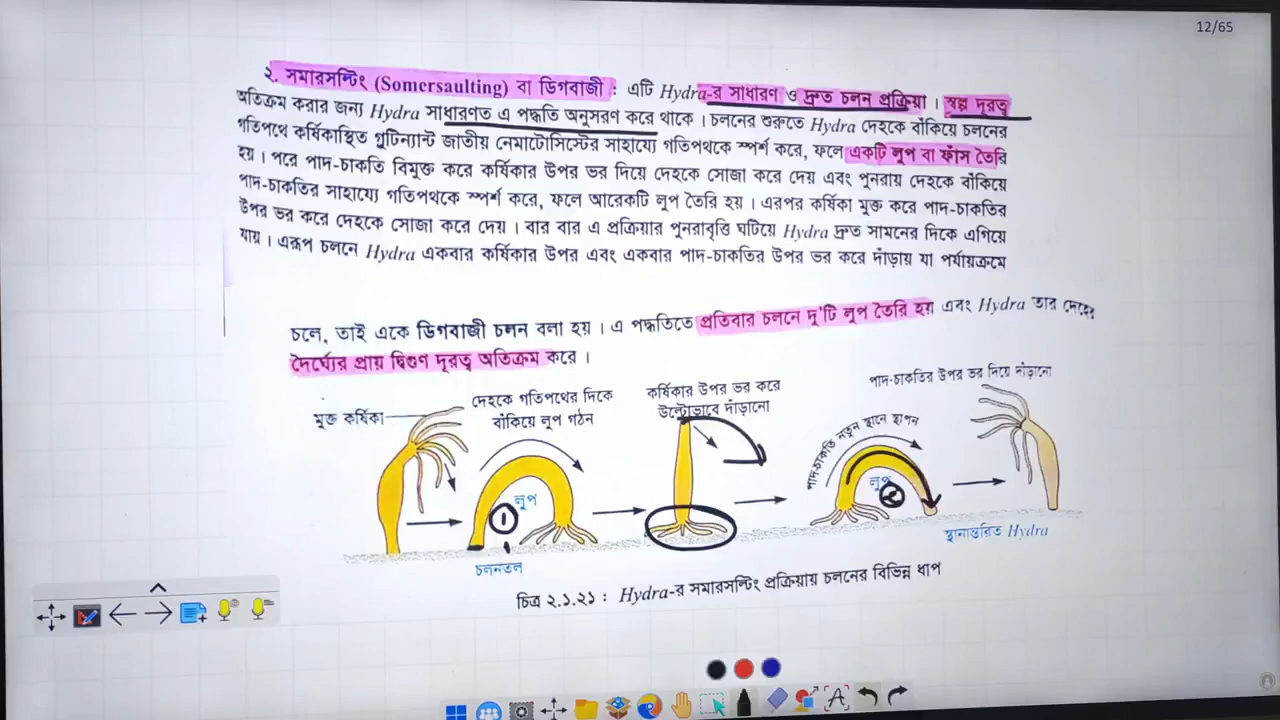 12/65
২. সমারসল্টিং (Somersaulting) বা ডিগবাজী : এটি Hydra-র সাধারণ ও দ্রুত চলন প্রক্রিয়া । স্বল্প দূরত্ব
অতিক্রম করার জন্য Hydra সাধারণত এ পদ্ধতি অনুসরণ করে থাকে । চলনের শুরুতে Hydra দেহকে বাঁকিয়ে চলনের
গতিপথে কর্ষিকাস্থিত গ্লুটিন্যান্ট জাতীয় নেমাটোসিস্টের সাহায্যে গতিপথকে স্পর্শ করে, ফলে একটি লুপ বা ফাঁস তৈরি
হয় । পরে পাদ-চাকতি বিমুক্ত করে কর্ষিকার উপর ভর দিয়ে দেহকে সোজা করে দেয় এবং পুনরায় দেহকে বাঁকিয়ে
পাদ-চাকতির সাহায্যে গতিপথকে স্পর্শ করে, ফলে আরেকটি লুপ তৈরি হয় । এরপর কর্ষিকা মুক্ত করে পাদ-চাকতির
উপর ভর করে দেহকে সোজা করে দেয় । বার বার এ প্রক্রিয়ার পুনরাবৃত্তি ঘটিয়ে Hydra দ্রুত সামনের দিকে এগিয়ে
যায় । এরূপ চলনে Hydra একবার কর্ষিকার উপর এবং একবার পাদ-চাকতির উপর ভর করে দাঁড়ায় যা পর্যায়ক্রমে
চলে, তাই একে ডিগবাজী চলন বলা হয় । এ পদ্ধতিতে প্রতিবার চলনে দু'টি লুপ তৈরি হয় এবং Hydra তার দেহের
দৈর্ঘ্যের প্রায় দ্বিগুণ দূরত্ব অতিক্রম করে ।
মুক্ত কর্ষিকা
দেহকে গতিপথের দিকে
বাঁকিয়ে লুপ গঠন
কর্ষিকার উপর ভর করে
উল্টোভাবে দাঁড়ানো
পাদ-চাকতি নতুন স্থানে স্থাপন
পাদ-চাকতির উপর ভর দিয়ে দাঁড়ানো
লুপ
1
লুপ
2
চলনতল
স্থানান্তরিত Hydra
চিত্র ২.১.২১ : Hydra-র সমারসল্টিং প্রক্রিয়ায় চলনের বিভিন্ন ধাপ